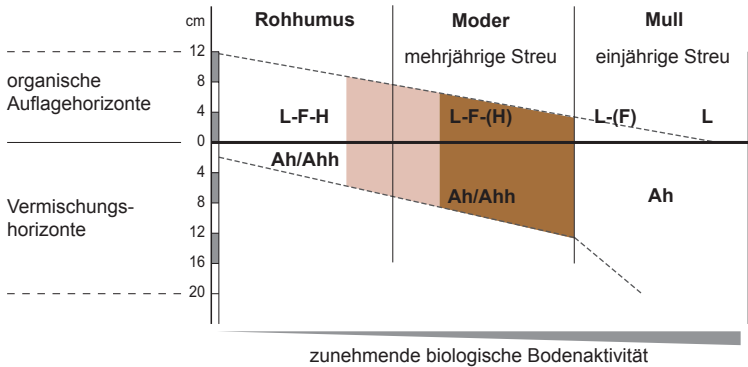 cm Rohhumus Moder Mull
12 mehrjährige Streu einjährige Streu
organische
Auflagehorizonte
8
4 L-F-H L-F-(H) L-(F) L
0
Ah/Ahh
4
8 Ah/Ahh Ah
Vermischungs-
horizonte
12
16
20
zunehmende biologische Bodenaktivität